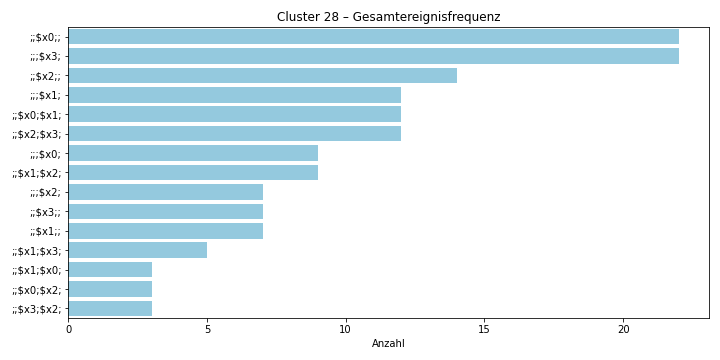 Cluster 28 – Gesamtereignisfrequenz
;;$x0;;
;;;$x3;
;;$x2;;
;;;$x1;
;;$x0;$x1;
;;$x2;$x3;
;;;$x0;
;;$x1;$x2;
;;;$x2;
;;$x3;;
;;$x1;;
;;$x1;$x3;
;;$x1;$x0;
;;$x0;$x2;
;;$x3;$x2;
0 5 10 15 20
Anzahl